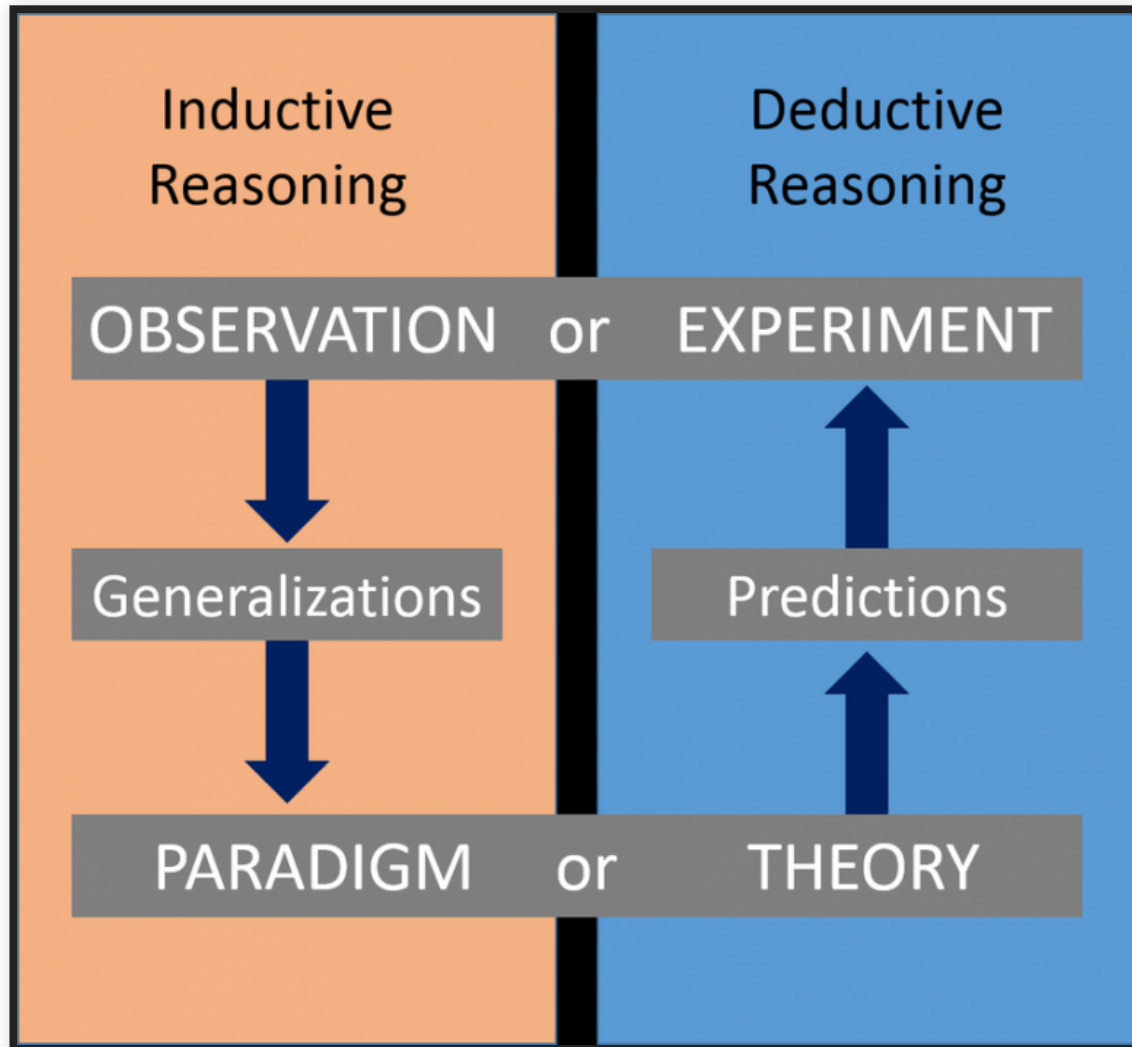 Inductive
Reasoning
Deductive
Reasoning
OBSERVATION or EXPERIMENT
Generalizations
Predictions
PARADIGM or THEORY